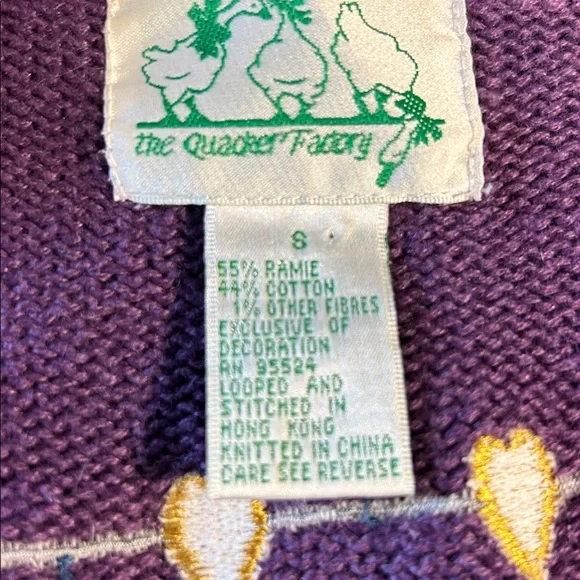 the Quacker Factory
S
55% RAMIE
44% COTTON
1% OTHER FIBRES
EXCLUSIVE OF
DECORATION
RN 95524
LOOPED AND
STITCHED IN
HONG KONG
KNITTED IN CHINA
CARE SEE REVERSE